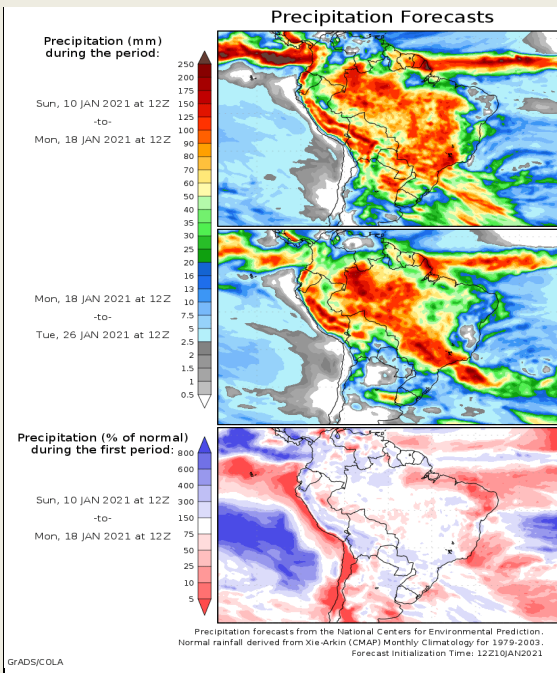 Precipitation Forecasts
Precipitation (mm)
during the period:
Sun, 10 JAN 2021 at 12Z
-to-
Mon, 18 JAN 2021 at 12Z
250
200
175
150
125
100
90
80
70
60
50
40
35
30
25
20
16
13
10
7.5
5
2.5
2
1.5
1
0.5
Mon, 18 JAN 2021 at 12Z
-to-
Tue, 26 JAN 2021 at 12Z
Precipitation (% of normal)
during the first period:
Sun, 10 JAN 2021 at 12Z
-to-
Mon, 18 JAN 2021 at 12Z
800
600
400
300
150
75
50
25
10
5
Precipitation forecasts from the National Centers for Environmental Prediction.
Normal rainfall derived from Xie-Arkin (CMAP) Monthly Climatology for 1979-2003.
Forecast Initialization Time: 12Z10JAN2021
GrADS/COLA